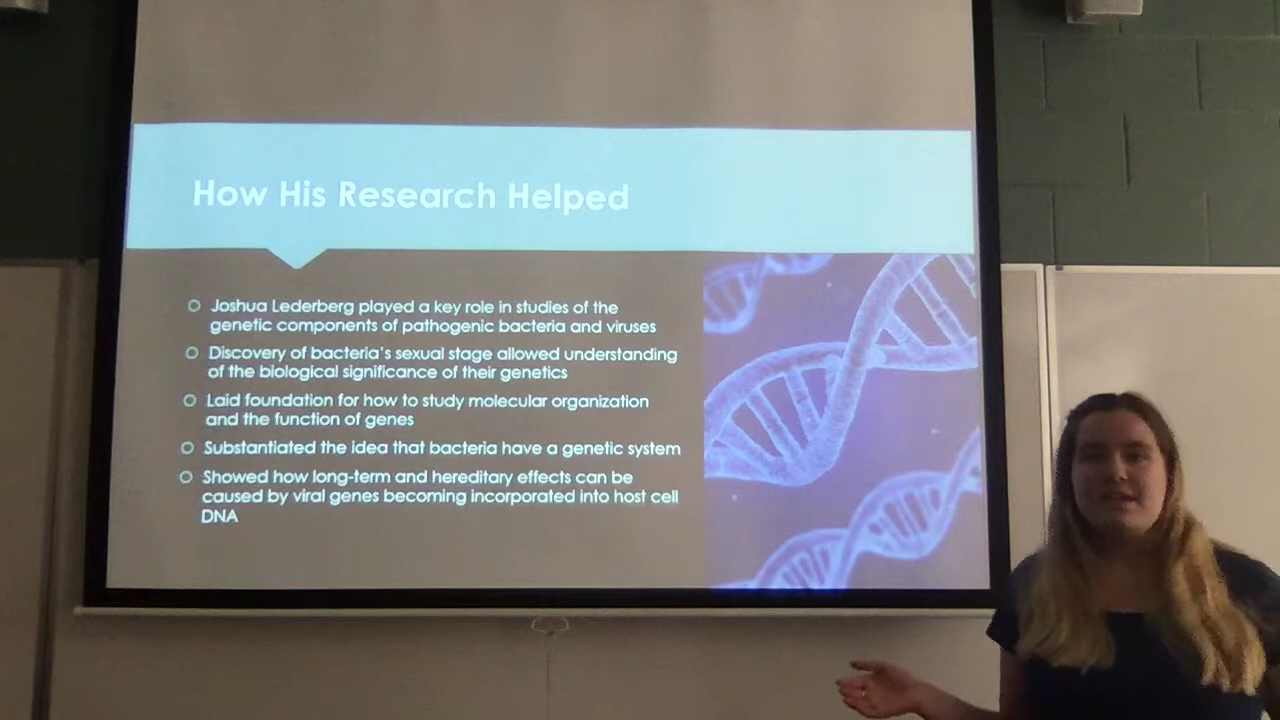 How His Research Helped
Joshua Lederberg played a key role in studies of the
genetic components of pathogenic bacteria and viruses
Discovery of bacteria's sexual stage allowed understanding
of the biological significance of their genetics
Laid foundation for how to study molecular organization
and the function of genes
Substantiated the idea that bacteria have a genetic system
Showed how long-term and hereditary effects can be
caused by viral genes becoming incorporated into host cell
DNA